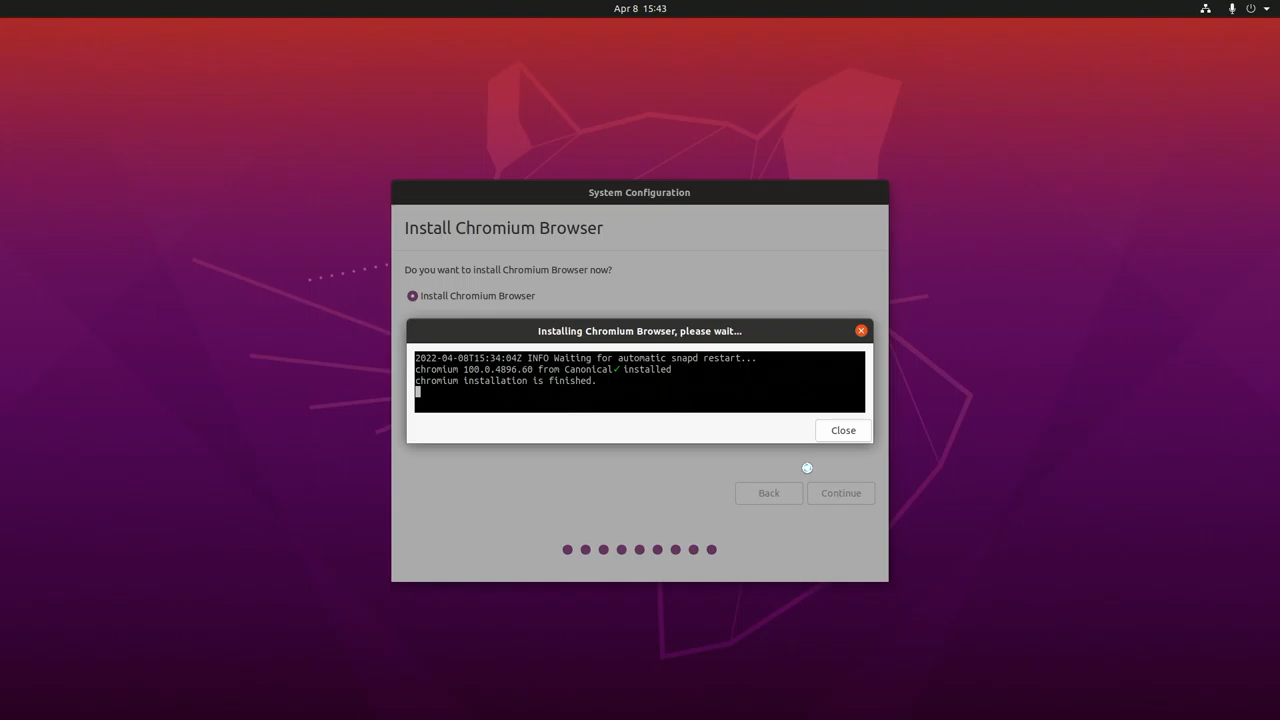 Apr 8 15:43
System Configuration
Install Chromium Browser
Do you want to install Chromium Browser now?
Install Chromium Browser
Installing Chromium Browser, please wait...
2022-04-08T15:34:04Z INFO Waiting for automatic snapd restart...
chromium 100.0.4896.60 from Canonical✓ installed
chromium installation is finished.
Close
Back
Continue